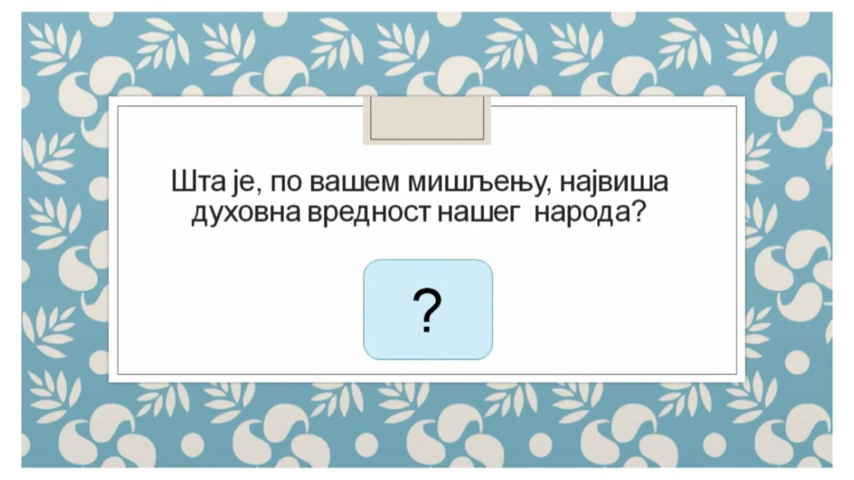 Шта је, по вашем мишљењу, највиша
духовна вредност нашег народа?
?